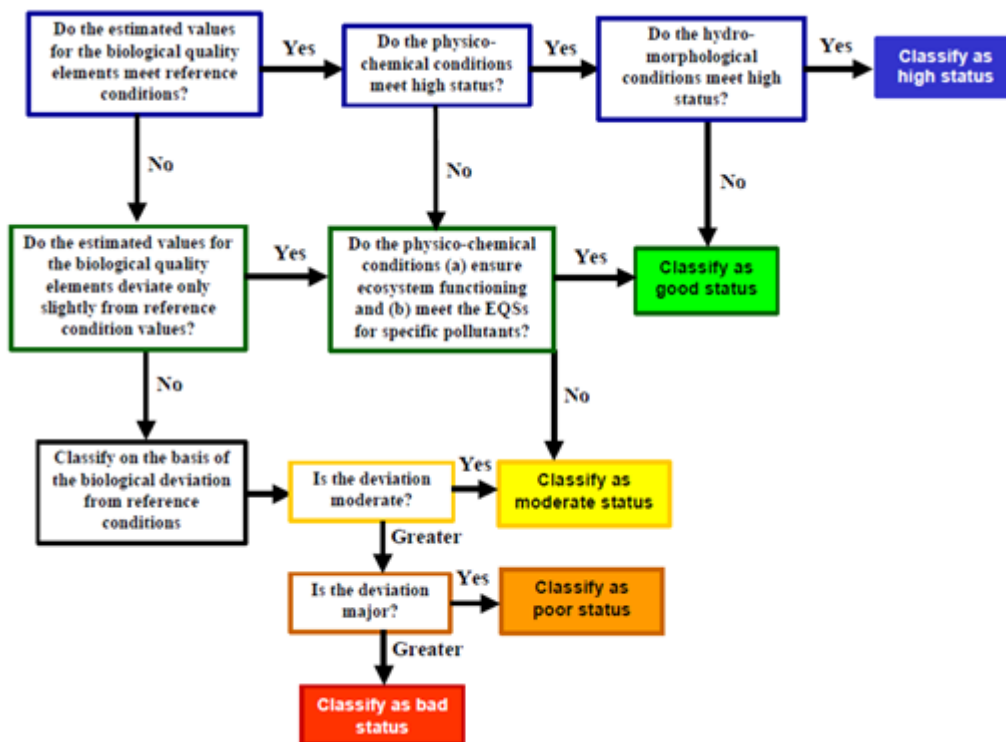 Do the estimated values
for the biological quality
elements meet reference
conditions?
Yes
Do the physico-
chemical conditions
meet high status?
Yes
Do the hydro-
morphological
conditions meet high
status?
Yes
Classify as
high status
No
No
No
Do the estimated values for
the biological quality
elements deviate only
slightly from reference
condition values?
Yes
Do the physico-chemical
conditions (a) ensure
ecosystem functioning
and (b) meet the EQSs
for specific pollutants?
Yes
Classify as
good status
No
No
Classify on the basis of
the biological deviation
from reference
conditions
Is the deviation
moderate?
Yes
Classify as
moderate status
Greater
Is the deviation
major?
Yes
Classify as
poor status
Greater
Classify as bad
status